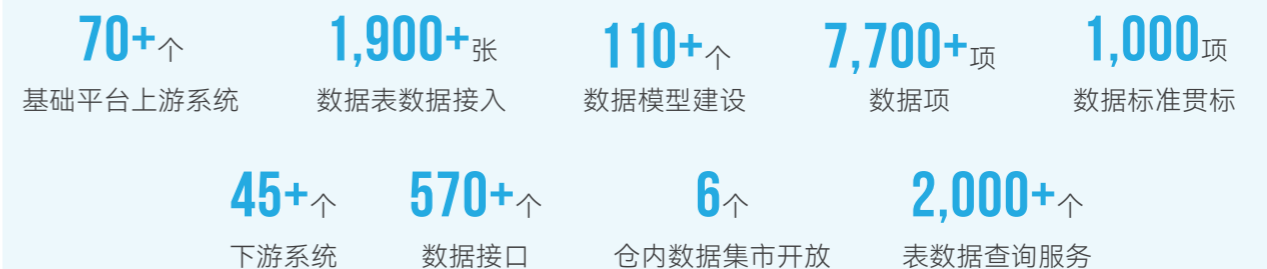 70+个 1,900+张 110+个 7,700+项 1,000项
基础平台上游系统 数据表数据接入 数据模型建设 数据项 数据标准贯标
45+个 570+个 6个 2,000+个
下游系统 数据接口 仓内数据集市开放 表数据查询服务